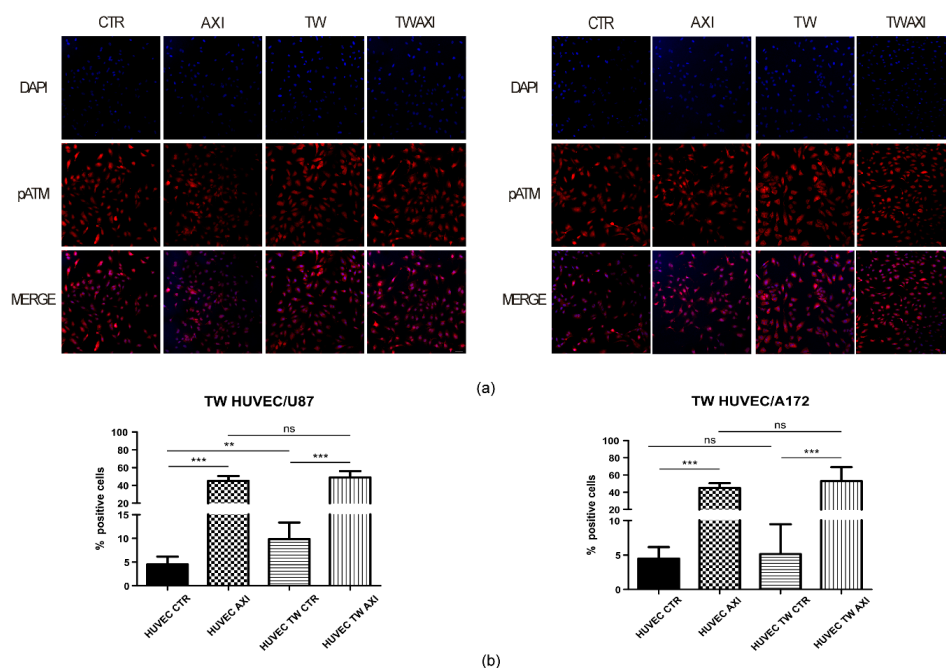 CTR AXI TW TWAXI
DAPI
pATM
MERGE
CTR AXI TW TWAXI
DAPI
pATM
MERGE
(a)
TW HUVEC/U87
ns
**
***
***
% positive cells
100
80
60
40
20
15
10
5
0
HUVEC CTR
HUVEC AXI
HUVEC TW CTR
HUVEC TW AXI
TW HUVEC/A172
ns
ns
***
***
% positive cells
100
80
60
40
20
10
5
0
HUVEC CTR
HUVEC AXI
HUVEC TW CTR
HUVEC TW AXI
(b)